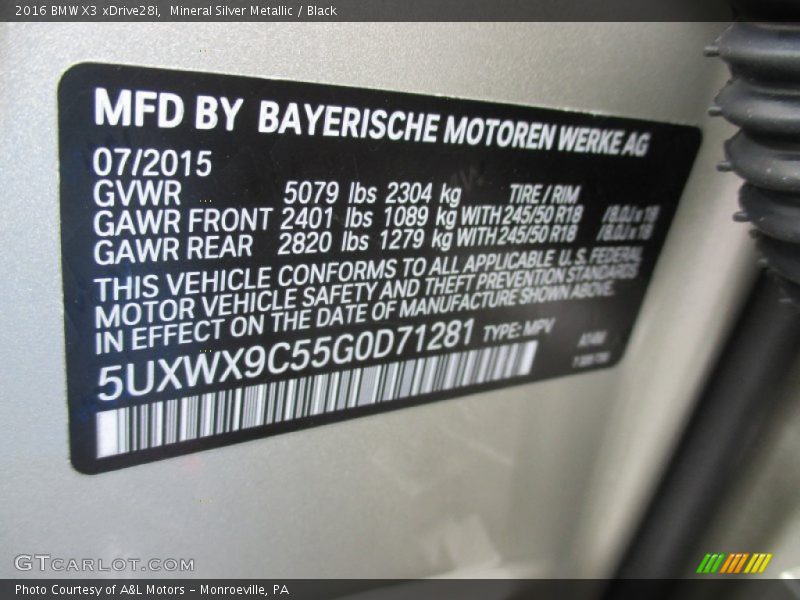 2016 BMW X3 xDrive28i, Mineral Silver Metallic / Black
MFD BY BAYERISCHE MOTOREN WERKE AG
07/2015
GVWR 5079 lbs 2304 kg TIRE / RIM
GAWR FRONT 2401 lbs 1089 kg WITH 245/50 R18 /8.0J x 18
GAWR REAR 2820 lbs 1279 kg WITH 245/50 R18 /8.0J x 18
THIS VEHICLE CONFORMS TO ALL APPLICABLE U.S. FEDERAL
MOTOR VEHICLE SAFETY AND THEFT PREVENTION STANDARDS
IN EFFECT ON THE DATE OF MANUFACTURE SHOWN ABOVE.
5UXWX9C55G0D71281 TYPE: MPV
GTCARLOT.COM
Photo Courtesy of A&L Motors – Monroeville, PA